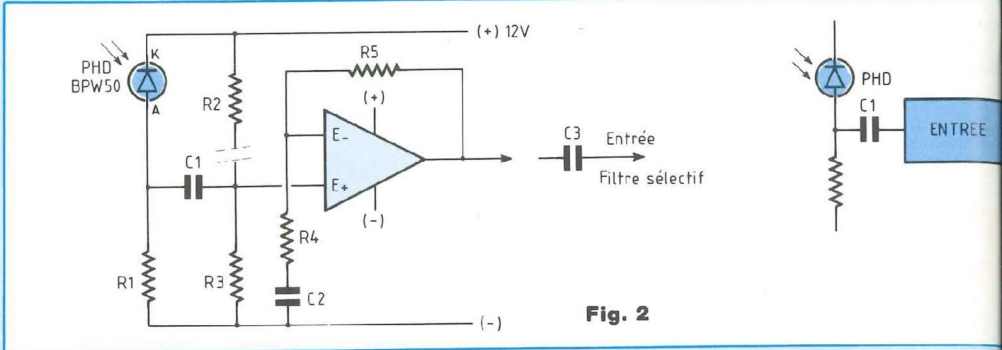 (+) 12V
K
PHD
BPW50
A
R2
R5
(+)
E-
E+
(-)
C1
R4
R1
R3
C2
(-)
C3
Entrée
Filtre sélectif
Fig. 2
PHD
C1
ENTREE